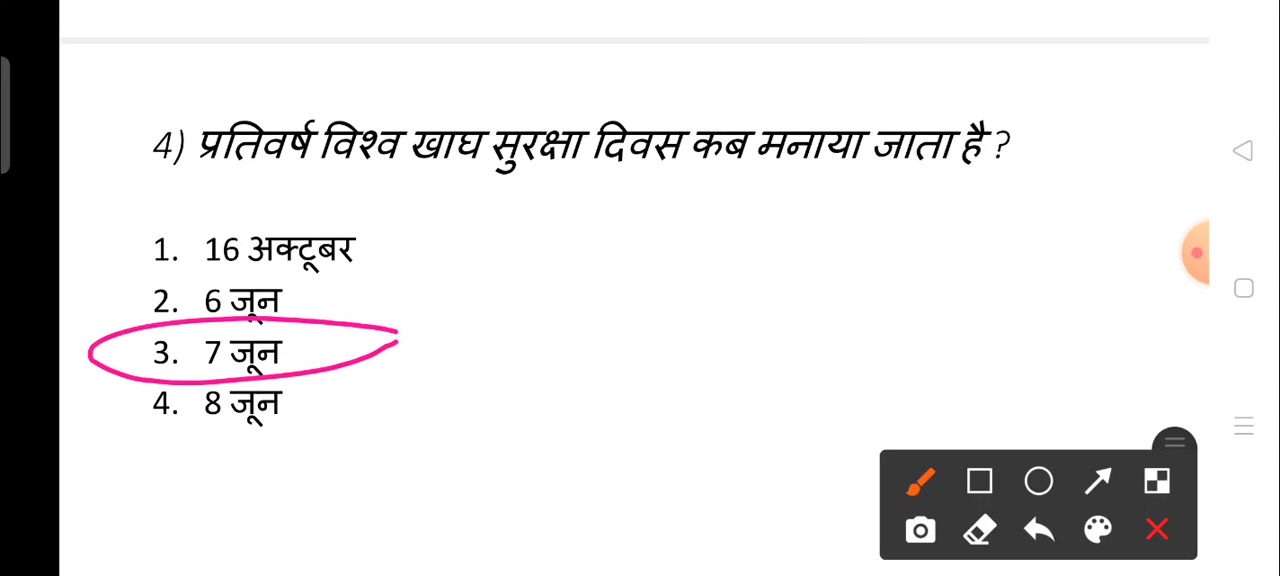 4) प्रतिवर्ष विश्व खाघ सुरक्षा दिवस कब मनाया जाता है ?
1. 16 अक्टूबर
2. 6 जून
3. 7 जून
4. 8 जून